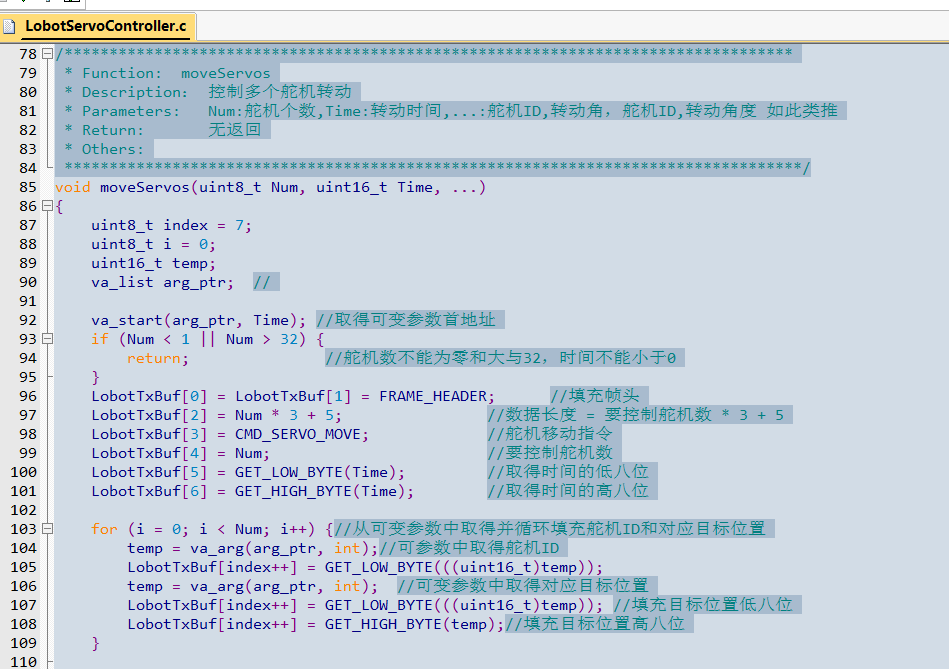 LobotServoController.c
78 /*********************************************************************************
79 * Function: moveServos
80 * Description: 控制多个舵机转动
81 * Parameters: Num:舵机个数,Time:转动时间,...:舵机ID,转动角，舵机ID,转动角度 如此类推
82 * Return: 无返回
83 * Others:
84 **********************************************************************************/
85 void moveServos(uint8_t Num, uint16_t Time, ...)
86 {
87 uint8_t index = 7;
88 uint8_t i = 0;
89 uint16_t temp;
90 va_list arg_ptr; //
91
92 va_start(arg_ptr, Time); //取得可变参数首地址
93 if (Num < 1 || Num > 32) {
94 return; //舵机数不能为零和大与32，时间不能小于0
95 }
96 LobotTxBuf[0] = LobotTxBuf[1] = FRAME_HEADER; //填充帧头
97 LobotTxBuf[2] = Num * 3 + 5; //数据长度 = 要控制舵机数 * 3 + 5
98 LobotTxBuf[3] = CMD_SERVO_MOVE; //舵机移动指令
99 LobotTxBuf[4] = Num; //要控制舵机数
100 LobotTxBuf[5] = GET_LOW_BYTE(Time); //取得时间的低八位
101 LobotTxBuf[6] = GET_HIGH_BYTE(Time); //取得时间的高八位
102
103 for (i = 0; i < Num; i++) {//从可变参数中取得并循环填充舵机ID和对应目标位置
104 temp = va_arg(arg_ptr, int);//可参数中取得舵机ID
105 LobotTxBuf[index++] = GET_LOW_BYTE(((uint16_t)temp));
106 temp = va_arg(arg_ptr, int); //可变参数中取得对应目标位置
107 LobotTxBuf[index++] = GET_LOW_BYTE(((uint16_t)temp)); //填充目标位置低八位
108 LobotTxBuf[index++] = GET_HIGH_BYTE(temp);//填充目标位置高八位
109 }
110